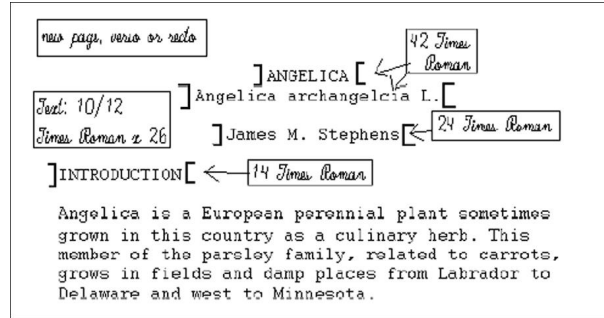 new page, verso or recto
42 Times
Roman
]ANGELICA[
]Angelica archangelcia L.[
Text: 10/12
Times Roman x 26
]James M. Stephens[
24 Times Roman
]INTRODUCTION[
14 Times Roman
Angelica is a European perennial plant sometimes
grown in this country as a culinary herb. This
member of the parsley family, related to carrots,
grows in fields and damp places from Labrador to
Delaware and west to Minnesota.